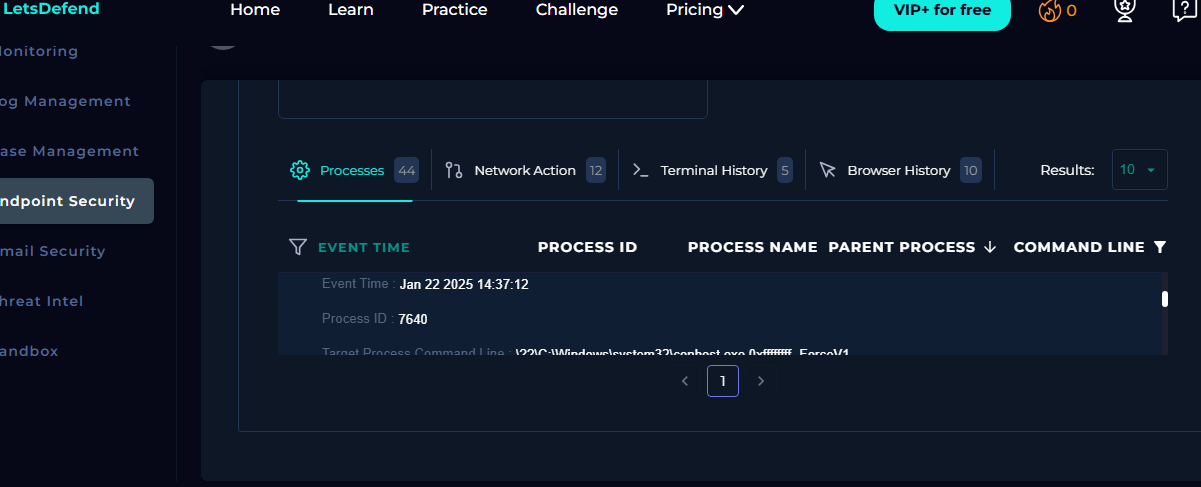 LetsDefend
Home Learn Practice Challenge Pricing VIP+ for free 0
onitoring
og Management
ase Management
ndpoint Security
mail Security
hreat Intel
andbox
Processes 44 Network Action 12 Terminal History 5 Browser History 10 Results: 10
EVENT TIME PROCESS ID PROCESS NAME PARENT PROCESS COMMAND LINE
Event Time : Jan 22 2025 14:37:12
Process ID : 7640
Target Process Command Line : \??\C:\Windows\system32\conhost.exe 0xffffffff -ForceV1
1